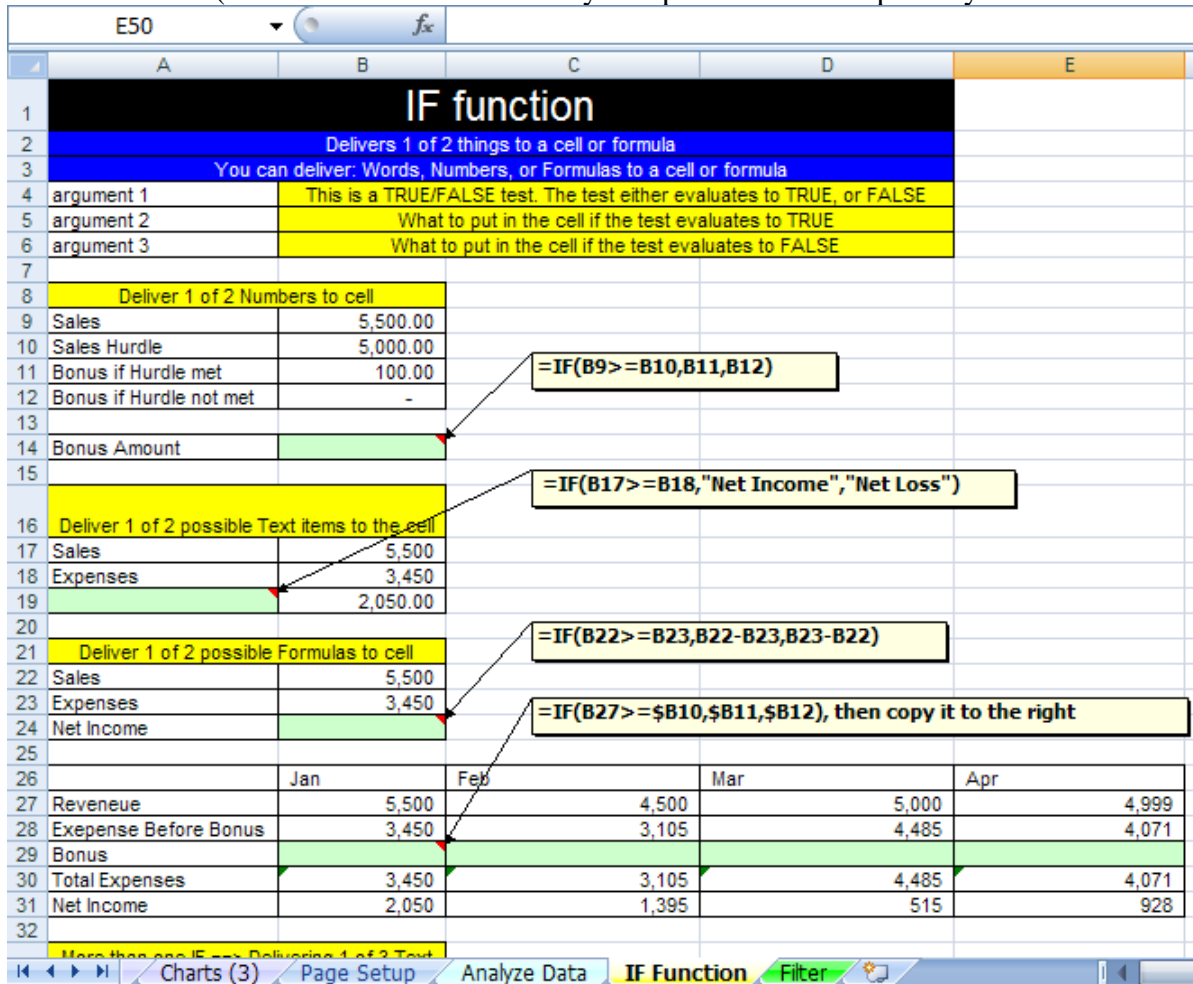 E50 fx
A B C D E
1 IF function
2 Delivers 1 of 2 things to a cell or formula
3 You can deliver: Words, Numbers, or Formulas to a cell or formula
4 argument 1 This is a TRUE/FALSE test. The test either evaluates to TRUE, or FALSE
5 argument 2 What to put in the cell if the test evaluates to TRUE
6 argument 3 What to put in the cell if the test evaluates to FALSE
7
8 Deliver 1 of 2 Numbers to cell
9 Sales 5,500.00
10 Sales Hurdle 5,000.00
11 Bonus if Hurdle met 100.00 =IF(B9>=B10,B11,B12)
12 Bonus if Hurdle not met -
13
14 Bonus Amount
15 =IF(B17>=B18,"Net Income","Net Loss")
16 Deliver 1 of 2 possible Text items to the cell
17 Sales 5,500
18 Expenses 3,450
19 2,050.00
20 =IF(B22>=B23,B22-B23,B23-B22)
21 Deliver 1 of 2 possible Formulas to cell
22 Sales 5,500
23 Expenses 3,450 =IF(B27>=$B10,$B11,$B12), then copy it to the right
24 Net Income
25
26 Jan Feb Mar Apr
27 Reveneue 5,500 4,500 5,000 4,999
28 Exepense Before Bonus 3,450 3,105 4,485 4,071
29 Bonus
30 Total Expenses 3,450 3,105 4,485 4,071
31 Net Income 2,050 1,395 515 928
32
More than one IF ==> Delivering 1 of 3 Text
Charts (3) Page Setup Analyze Data IF Function Filter